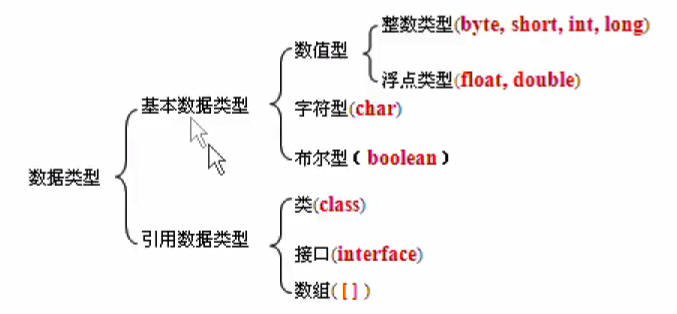 数据类型
基本数据类型
数值型
整数类型(byte, short, int, long)
浮点类型(float, double)
字符型(char)
布尔型（boolean）
引用数据类型
类(class)
接口(interface)
数组([])